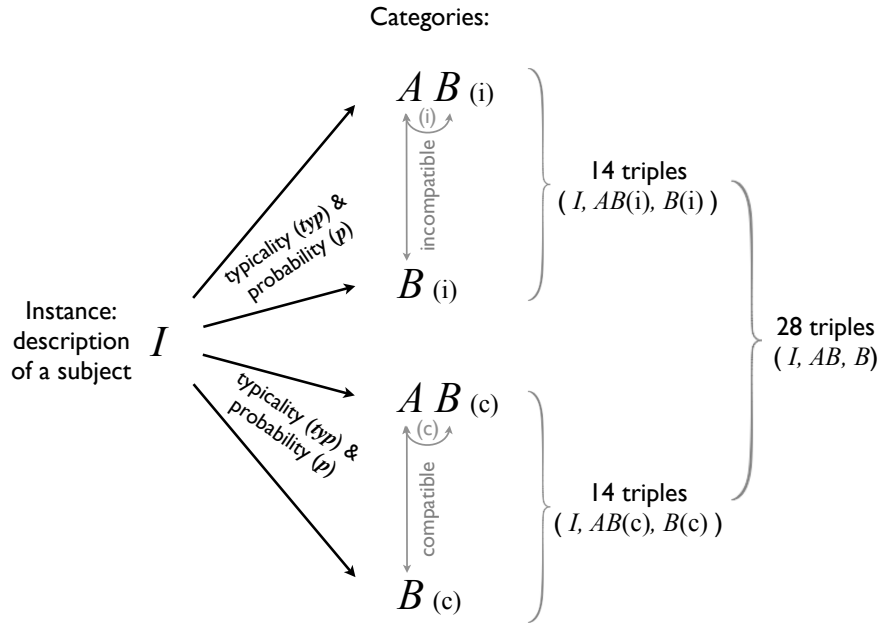 Categories:
A B (i)
(i)
incompatible
14 triples
( I, AB(i), B(i) )
typicality (typ) &
probability (p)
B (i)
Instance:
description
of a subject
I
28 triples
( I, AB, B)
typicality (typ) &
probability (p)
A B (c)
(c)
compatible
14 triples
( I, AB(c), B(c) )
B (c)